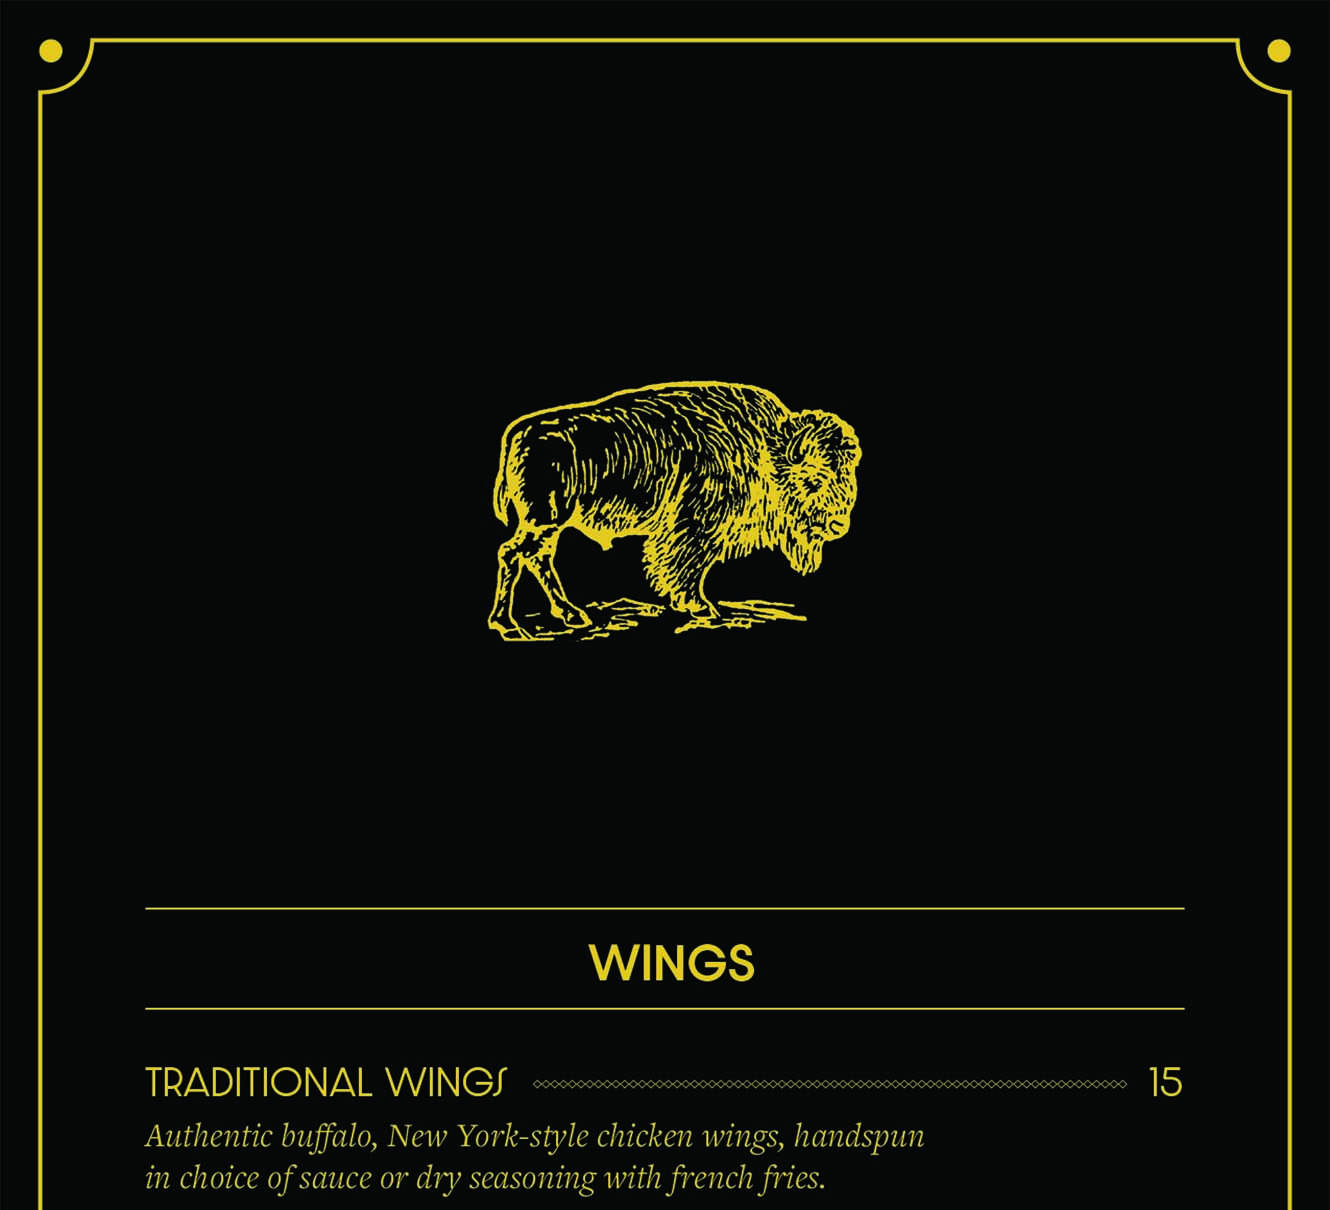 WINGS
TRADITIONAL WINGS 15
Authentic buffalo, New York-style chicken wings, handspun
in choice of sauce or dry seasoning with french fries.